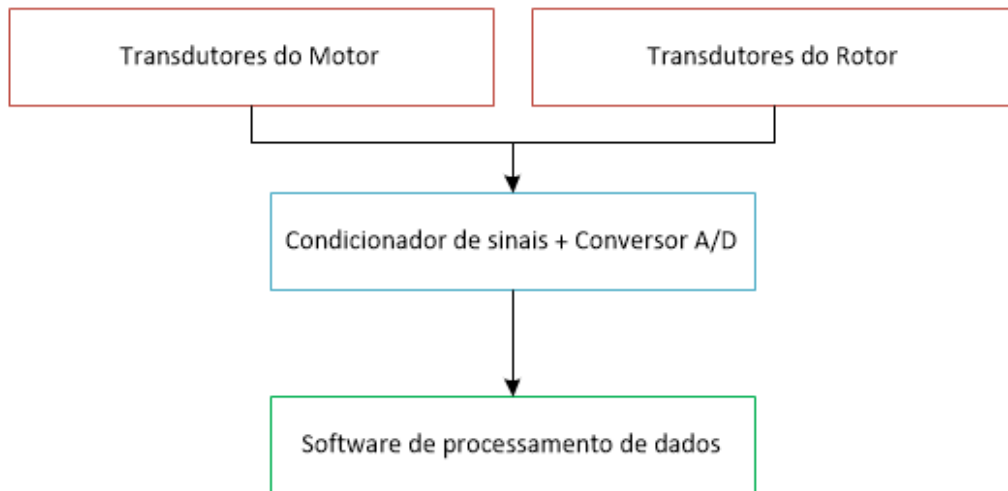 Transdutores do Motor
Transdutores do Rotor
Condicionador de sinais + Conversor A/D
Software de processamento de dados